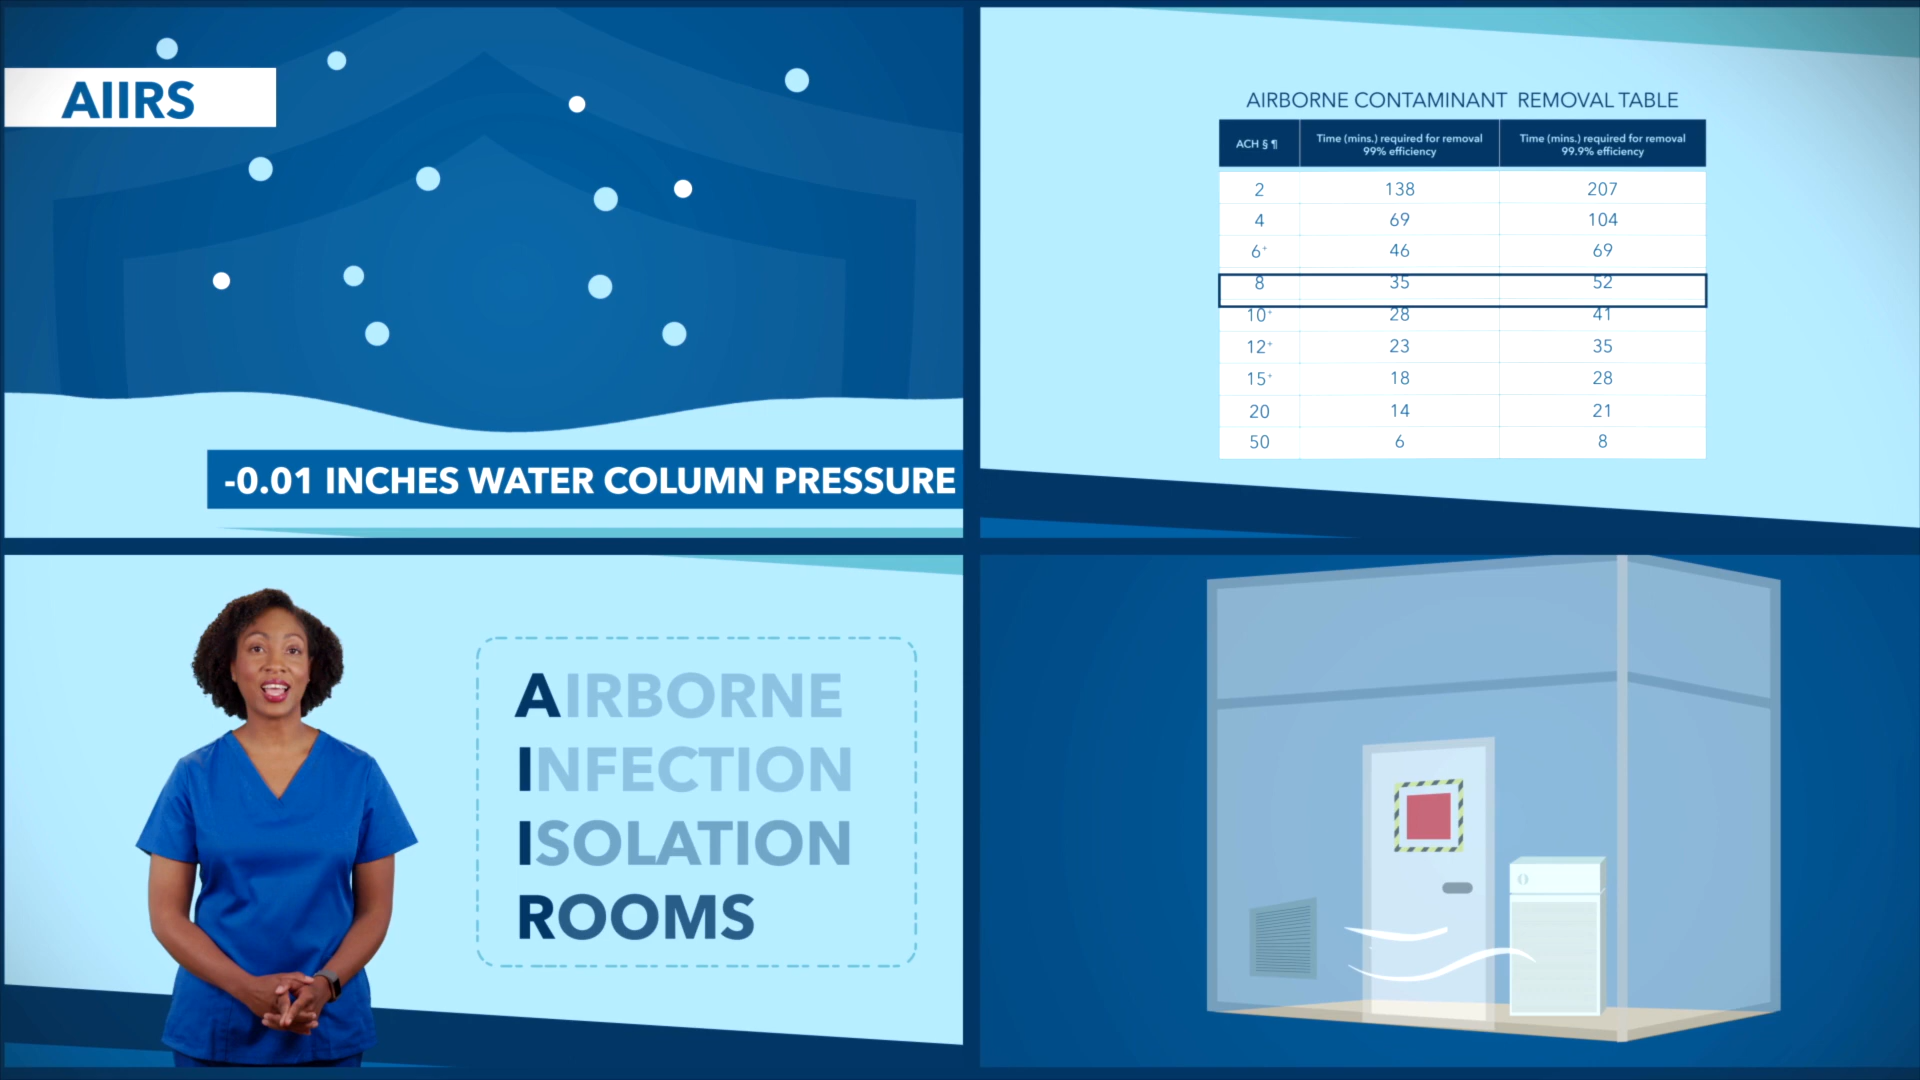 AIIRS
-0.01 INCHES WATER COLUMN PRESSURE
AIRBORNE CONTAMINANT REMOVAL TABLE
ACH § ¶ Time (mins.) required for removal 99% efficiency Time (mins.) required for removal 99.9% efficiency
2 138 207
4 69 104
6+ 46 69
8 35 52
10+ 28 41
12+ 23 35
15+ 18 28
20 14 21
50 6 8
AIRBORNE
INFECTION
ISOLATION
ROOMS